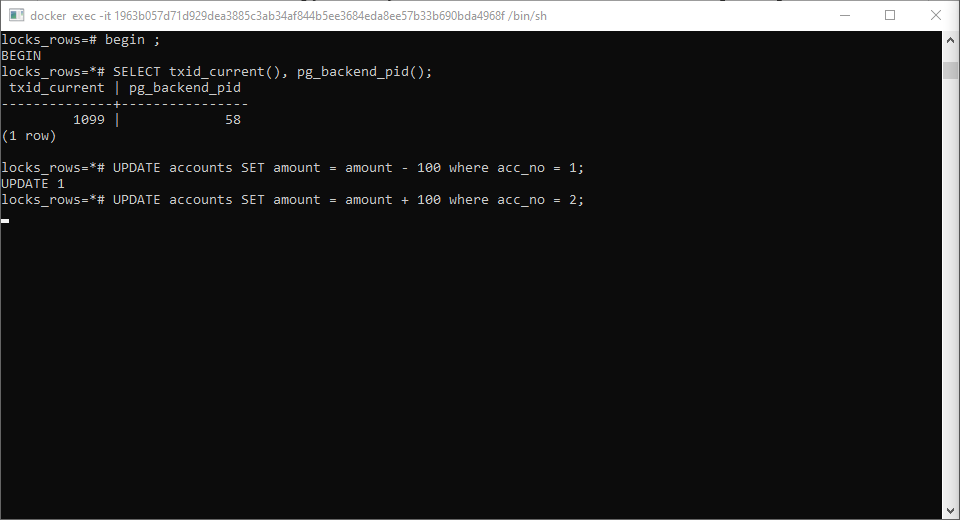 docker exec -it 1963b057d71d929dea3885c3ab34af844b5ee3684eda8ee57b33b690bda4968f /bin/sh
locks_rows=# begin ;
BEGIN
locks_rows=*# SELECT txid_current(), pg_backend_pid();
 txid_current | pg_backend_pid
--------------+----------------
         1099 |             58
(1 row)
locks_rows=*# UPDATE accounts SET amount = amount - 100 where acc_no = 1;
UPDATE 1
locks_rows=*# UPDATE accounts SET amount = amount + 100 where acc_no = 2;